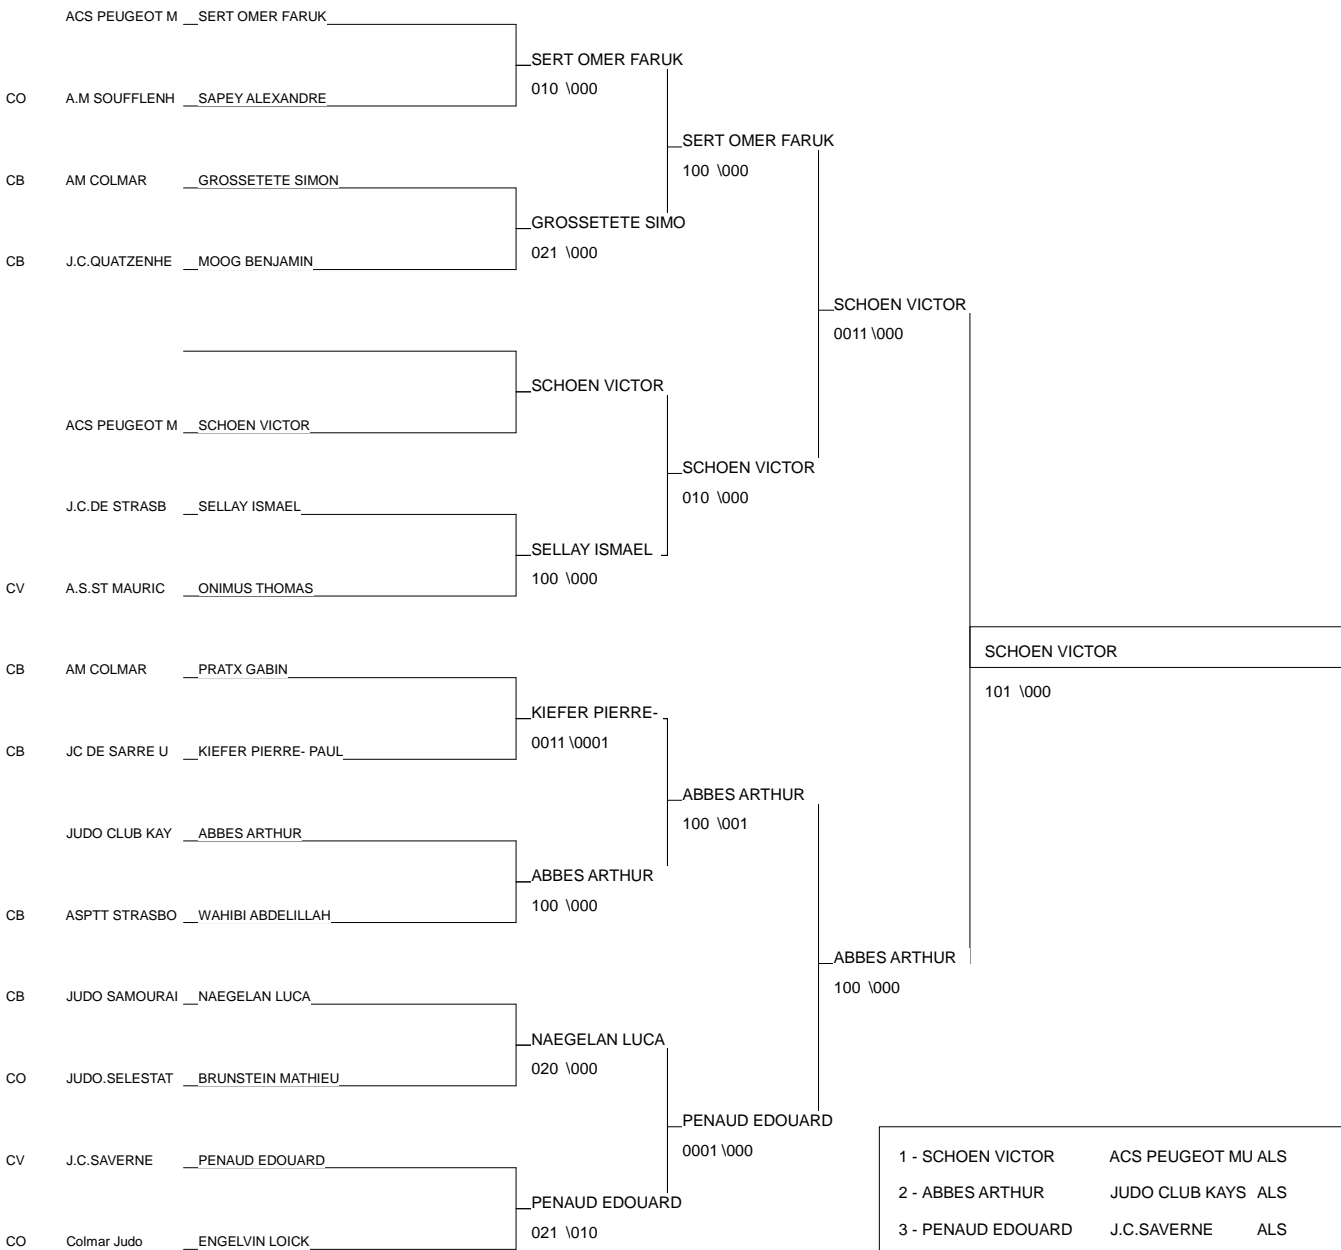 ACS PEUGEOT M SERT OMER FARUK
SERT OMER FARUK
010 \000
CO A.M SOUFFLENH SAPEY ALEXANDRE
SERT OMER FARUK
100 \000
CB AM COLMAR GROSSETETE SIMON
GROSSETETE SIMO
021 \000
CB J.C.QUATZENHE MOOG BENJAMIN
SCHOEN VICTOR
0011 \000
SCHOEN VICTOR
ACS PEUGEOT M SCHOEN VICTOR
SCHOEN VICTOR
010 \000
J.C.DE STRASB SELLAY ISMAEL
SELLAY ISMAEL
100 \000
CV A.S.ST MAURIC ONIMUS THOMAS
SCHOEN VICTOR
101 \000
CB AM COLMAR PRATX GABIN
KIEFER PIERRE-
0011 \0001
CB JC DE SARRE U KIEFER PIERRE- PAUL
ABBES ARTHUR
100 \001
JUDO CLUB KAY ABBES ARTHUR
ABBES ARTHUR
100 \000
CB ASPTT STRASBO WAHIBI ABDELILLAH
ABBES ARTHUR
100 \000
CB JUDO SAMOURAI NAEGELAN LUCA
NAEGELAN LUCA
020 \000
CO JUDO.SELESTAT BRUNSTEIN MATHIEU
PENAUD EDOUARD
0001 \000
CV J.C.SAVERNE PENAUD EDOUARD
PENAUD EDOUARD
021 \010
CO Colmar Judo ENGELVIN LOICK
1 - SCHOEN VICTOR ACS PEUGEOT MU ALS
2 - ABBES ARTHUR JUDO CLUB KAYS ALS
3 - PENAUD EDOUARD J.C.SAVERNE ALS